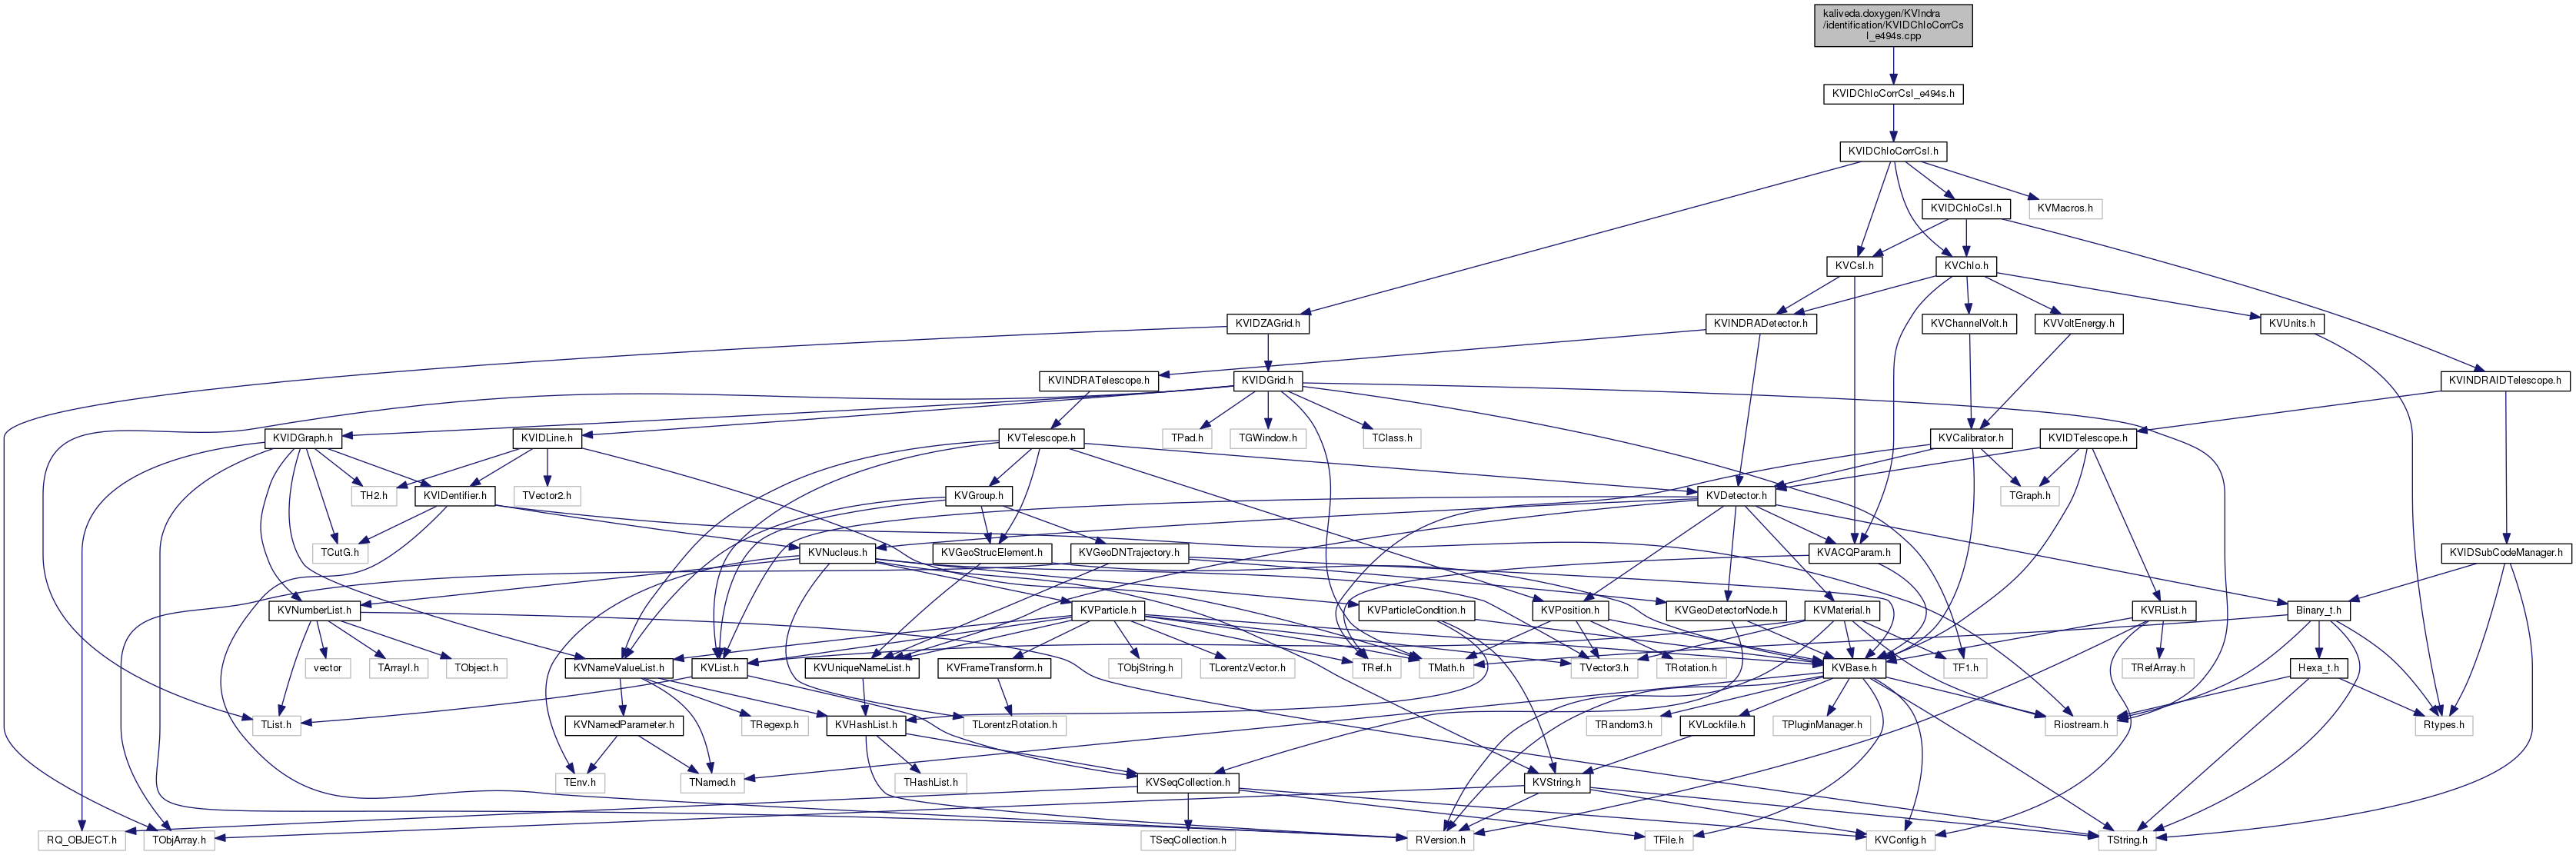 kaliveda.doxygen/KVIndra
/identification/KVIDChIoCorrCs
I_e494s.cpp
KVIDChIoCorrCsI_e494s.h
KVIDChIoCorrCsI.h
KVIDChIoCsI.h
KVMacros.h
KVCsI.h
KVChIo.h
KVIDZAGrid.h
KVINDRADetector.h
KVChannelVolt.h
KVVoltEnergy.h
KVUnits.h
KVINDRATelescope.h
KVIDGrid.h
KVINDRAIDTelescope.h
KVIDGraph.h
KVIDLine.h
KVTelescope.h
TPad.h
TGWindow.h
TClass.h
KVCalibrator.h
KVIDTelescope.h
TH2.h
KVIDentifier.h
TVector2.h
KVGroup.h
KVDetector.h
TGraph.h
TCutG.h
KVNucleus.h
KVGeoStrucElement.h
KVGeoDNTrajectory.h
KVACQParam.h
KVIDSubCodeManager.h
KVNumberList.h
KVParticle.h
KVParticleCondition.h
KVPosition.h
KVGeoDetectorNode.h
KVMaterial.h
KVRList.h
Binary_t.h
vector
TArrayI.h
TObject.h
KVNameValueList.h
KVList.h
KVUniqueNameList.h
KVFrameTransform.h
TObjString.h
TLorentzVector.h
TRef.h
TMath.h
TVector3.h
TRotation.h
KVBase.h
TF1.h
TRefArray.h
Hexa_t.h
TList.h
KVNamedParameter.h
TRegexp.h
KVHashList.h
TLorentzRotation.h
TRandom3.h
KVLockfile.h
TPluginManager.h
Riostream.h
Rtypes.h
TEnv.h
TNamed.h
THashList.h
KVSeqCollection.h
KVString.h
RQ_OBJECT.h
TObjArray.h
TSeqCollection.h
RVersion.h
TFile.h
KVConfig.h
TString.h